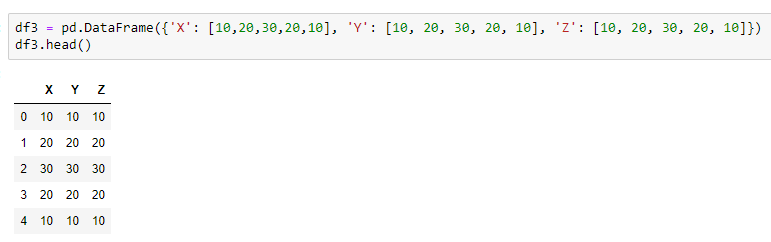 df3 = pd.DataFrame({'X': [10,20,30,20,10], 'Y': [10, 20, 30, 20, 10], 'Z': [10, 20, 30, 20, 10]})
df3.head()
X Y Z
0 10 10 10
1 20 20 20
2 30 30 30
3 20 20 20
4 10 10 10